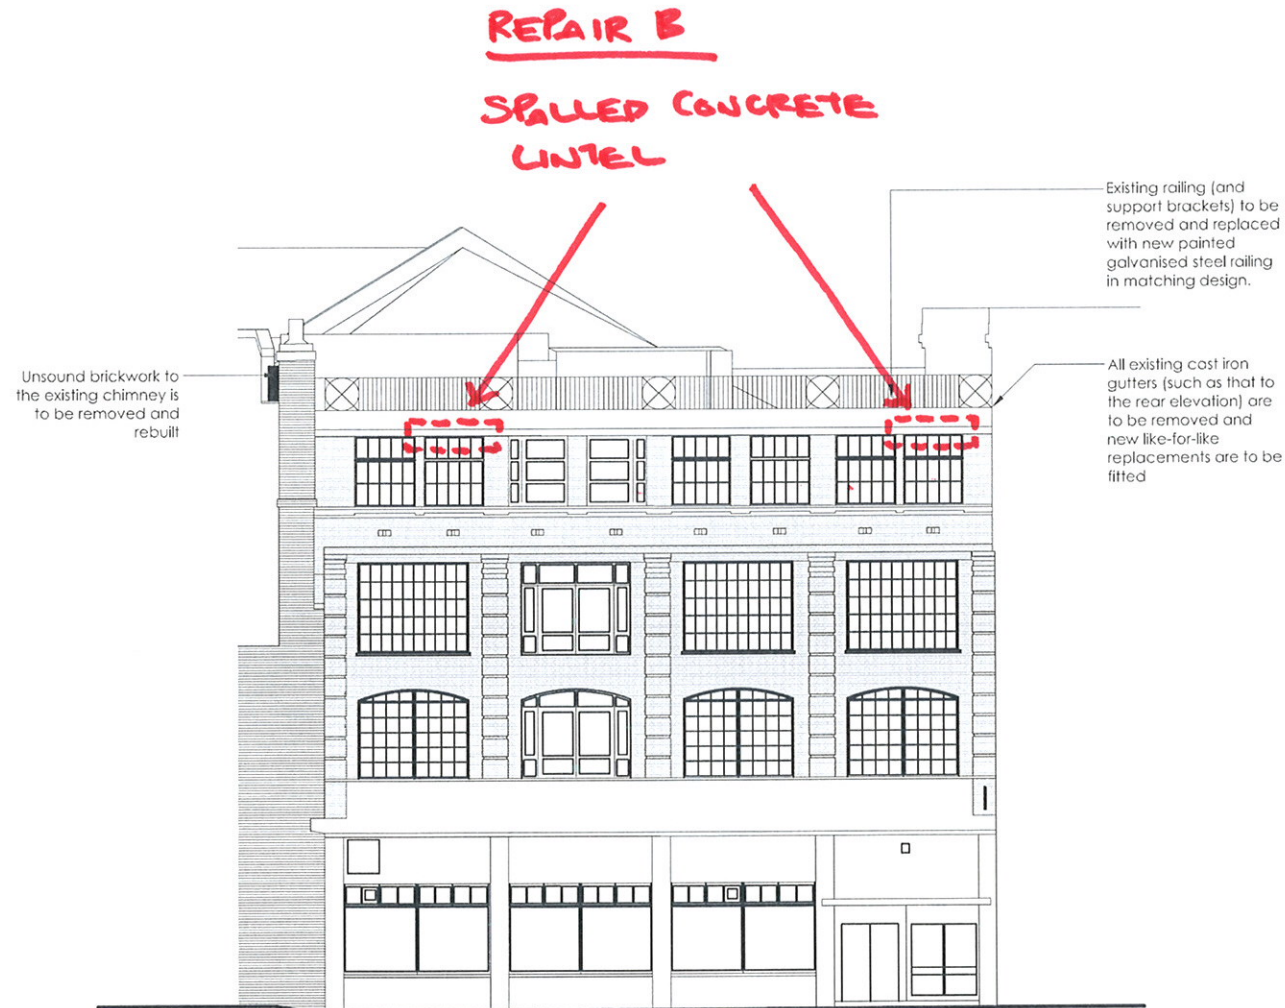 REPAIR B
SPALLED CONCRETE
LINTEL
Existing railing (and
support brackets) to be
removed and replaced
with new painted
galvanised steel railing
in matching design.
Unsound brickwork to
the existing chimney is
to be removed and
rebuilt
All existing cast iron
gutters (such as that to
the rear elevation) are
to be removed and
new like-for-like
replacements are to be
fitted